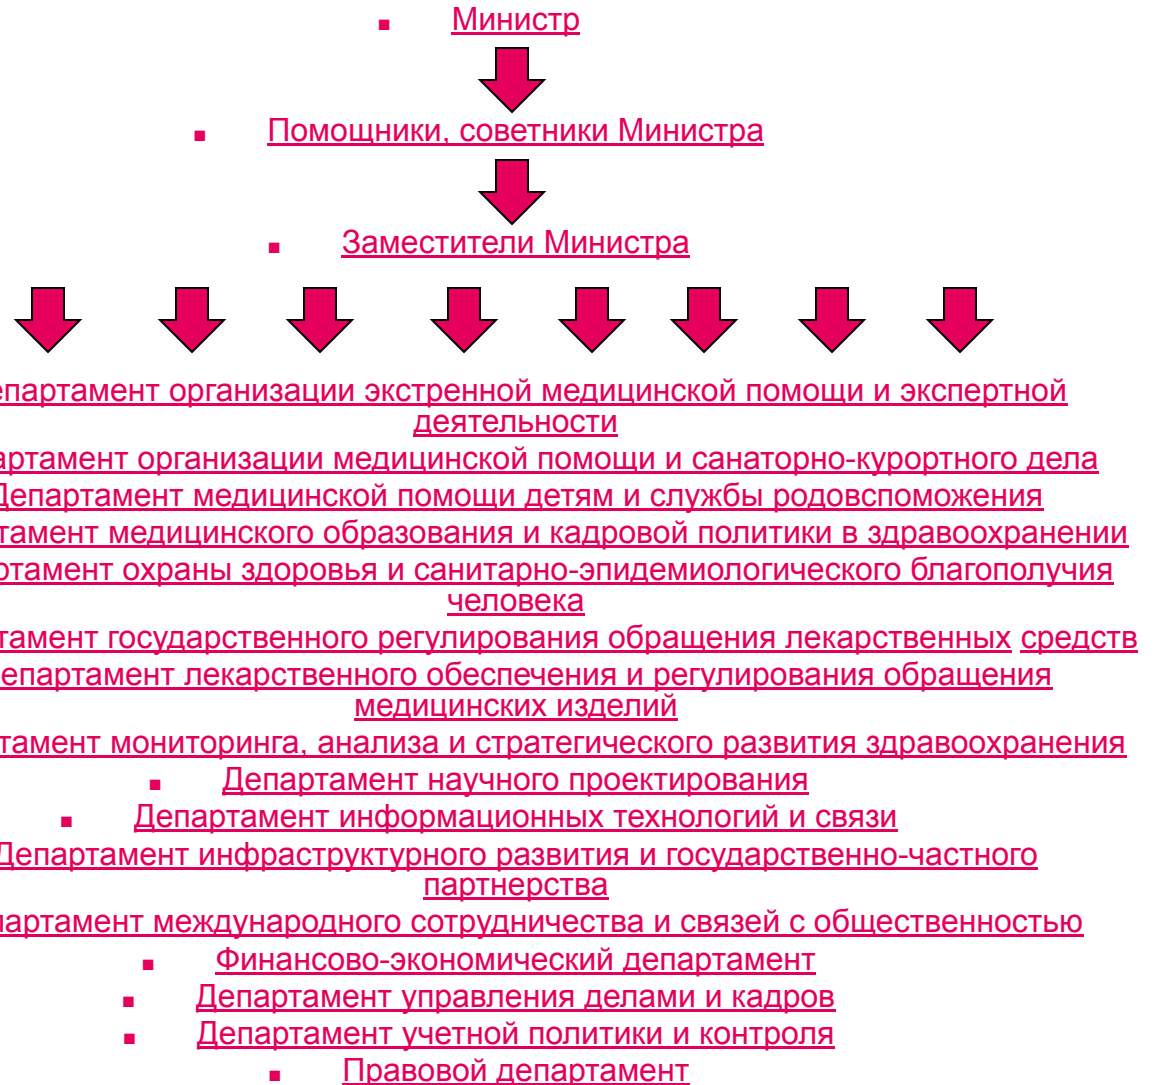 Министр
Помощники, советники Министра
Заместители Министра
епартамент организации экстренной медицинской помощи и экспертной
деятельности
артамент организации медицинской помощи и санаторно-курортного дела
Департамент медицинской помощи детям и службы родовспоможения
тамент медицинского образования и кадровой политики в здравоохранении
ртамент охраны здоровья и санитарно-эпидемиологического благополучия
человека
тамент государственного регулирования обращения лекарственных средств
епартамент лекарственного обеспечения и регулирования обращения
медицинских изделий
тамент мониторинга, анализа и стратегического развития здравоохранения
Департамент научного проектирования
Департамент информационных технологий и связи
Департамент инфраструктурного развития и государственно-частного
партнерства
партамент международного сотрудничества и связей с общественностью
Финансово-экономический департамент
Департамент управления делами и кадров
Департамент учетной политики и контроля
Правовой департамент